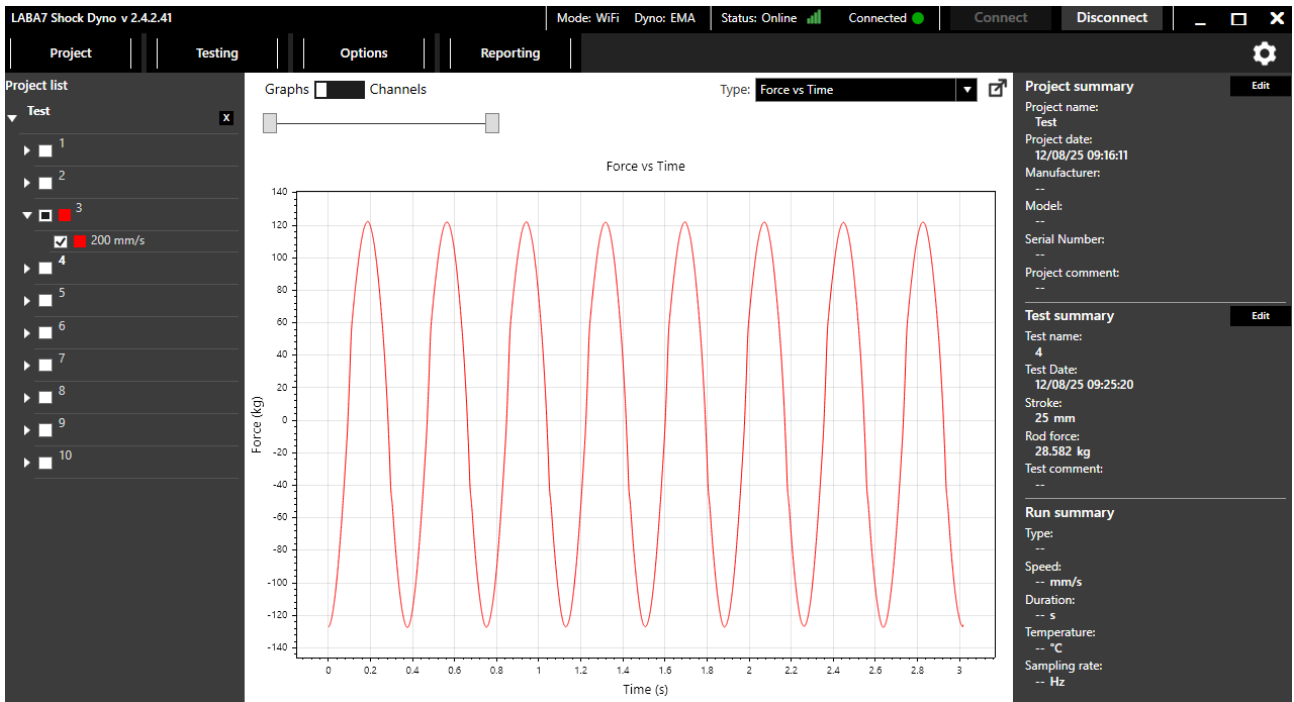 LABA7 Shock Dyno v 2.4.2.41
Mode: WiFi Dyno: EMA Status: Online Connected Connect Disconnect
Project Testing Options Reporting
Project list
Test
X
1
2
3
200 mm/s
4
5
6
7
8
9
10
Graphs Channels
Type: Force vs Time
Force vs Time
Force (kg)
140
120
100
80
60
40
20
0
-20
-40
-60
-80
-100
-120
-140
0 0.2 0.4 0.6 0.8 1 1.2 1.4 1.6 1.8 2 2.2 2.4 2.6 2.8 3
Time (s)
Project summary Edit
Project name:
Test
Project date:
12/08/25 09:16:11
Manufacturer:
--
Model:
--
Serial Number:
--
Project comment:
--
Test summary Edit
Test name:
4
Test Date:
12/08/25 09:25:20
Stroke:
25 mm
Rod force:
28.582 kg
Test comment:
--
Run summary
Type:
--
Speed:
-- mm/s
Duration:
-- s
Temperature:
-- °C
Sampling rate:
-- Hz